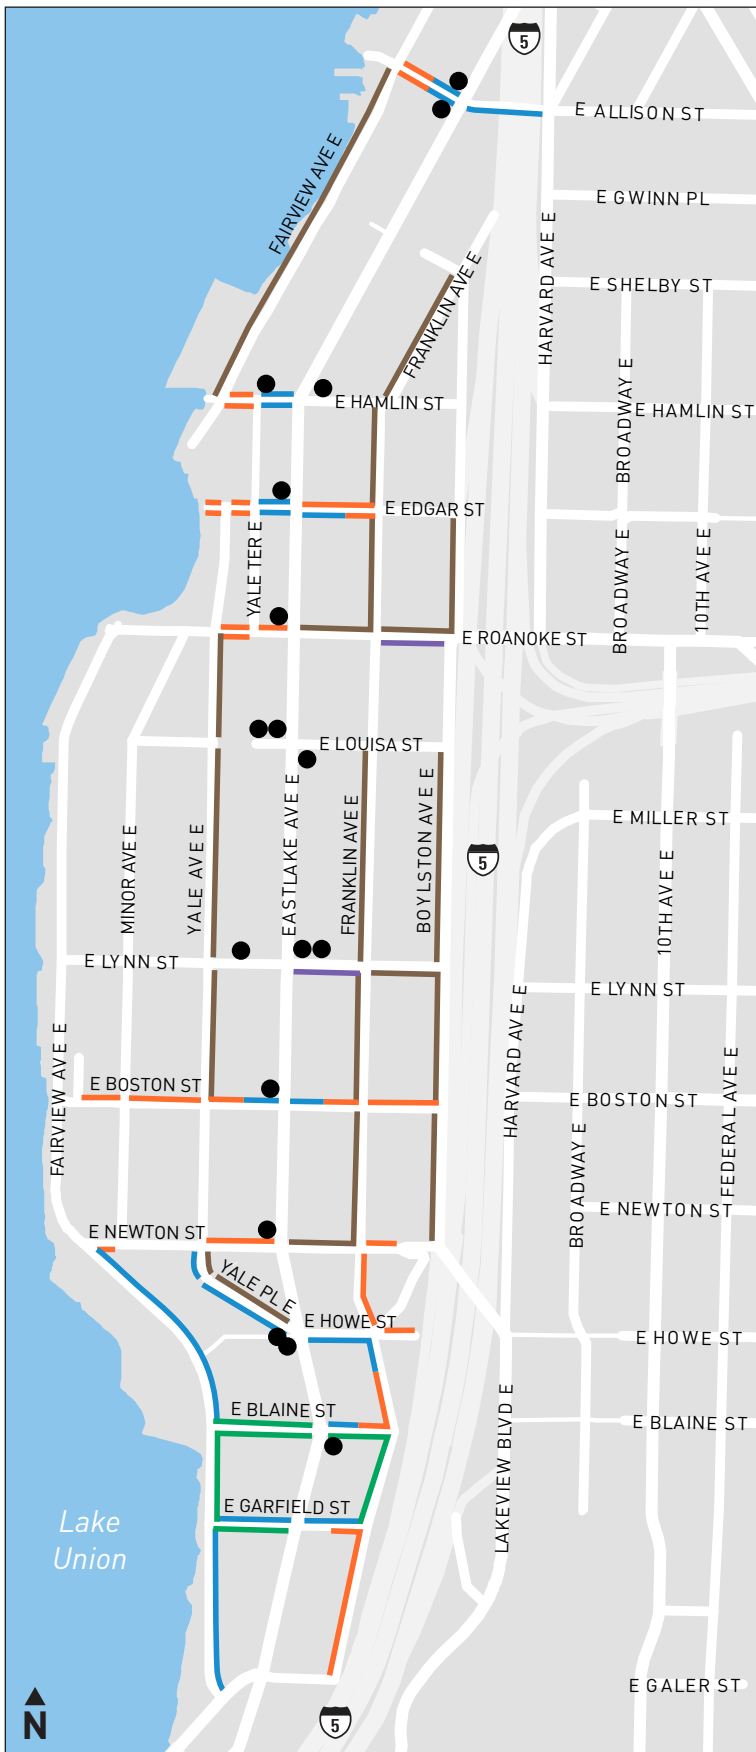 5
E ALLISON ST
FAIRVIEW AVE E
E GWINN PL
HARVARD AVE E
FRANKLIN AVE E
E SHELBY ST
BROADWAY E
E HAMLIN ST
E HAMLIN ST
E EDGAR ST
YALE TER E
BROADWAY E
10TH AVE E
E ROANOKE ST
E LOUISA ST
MINOR AVE E
YALE AVE E
EASTLAKE AVE E
FRANKLIN AVE E
BOYLSTON AVE E
5
E MILLER ST
10TH AVE E
E LYNN ST
E LYNN ST
FAIRVIEW AVE E
HARVARD AVE E
FEDERAL AVE E
E BOSTON ST
E BOSTON ST
BROADWAY E
E NEWTON ST
E NEWTON ST
YALE PL E
E HOWE ST
E HOWE ST
E BLAINE ST
E BLAINE ST
LAKEVIEW BLVD E
E GARFIELD ST
Lake
Union
E GALER ST
N
5